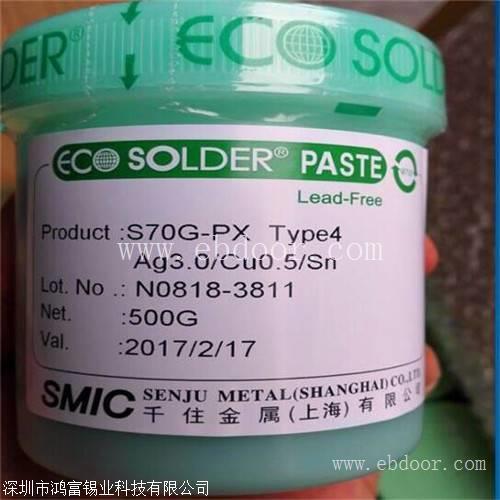 OLDER® ECO SOLDER
ECO SOLDER® PASTE
Lead-Free
Product :S70G-PX Type4
Ag3.0/Cu0.5/Sn
Lot. No. : N0818-3811
Net. :500G
Val. :2017/2/17
SMIC SENJU METAL(SHANGHAI)CO.,LTD.
千住金属(上海)有限公司
www.ebdoor.com
www.ebdoor.com
深圳市鸿富锡业科技有限公司